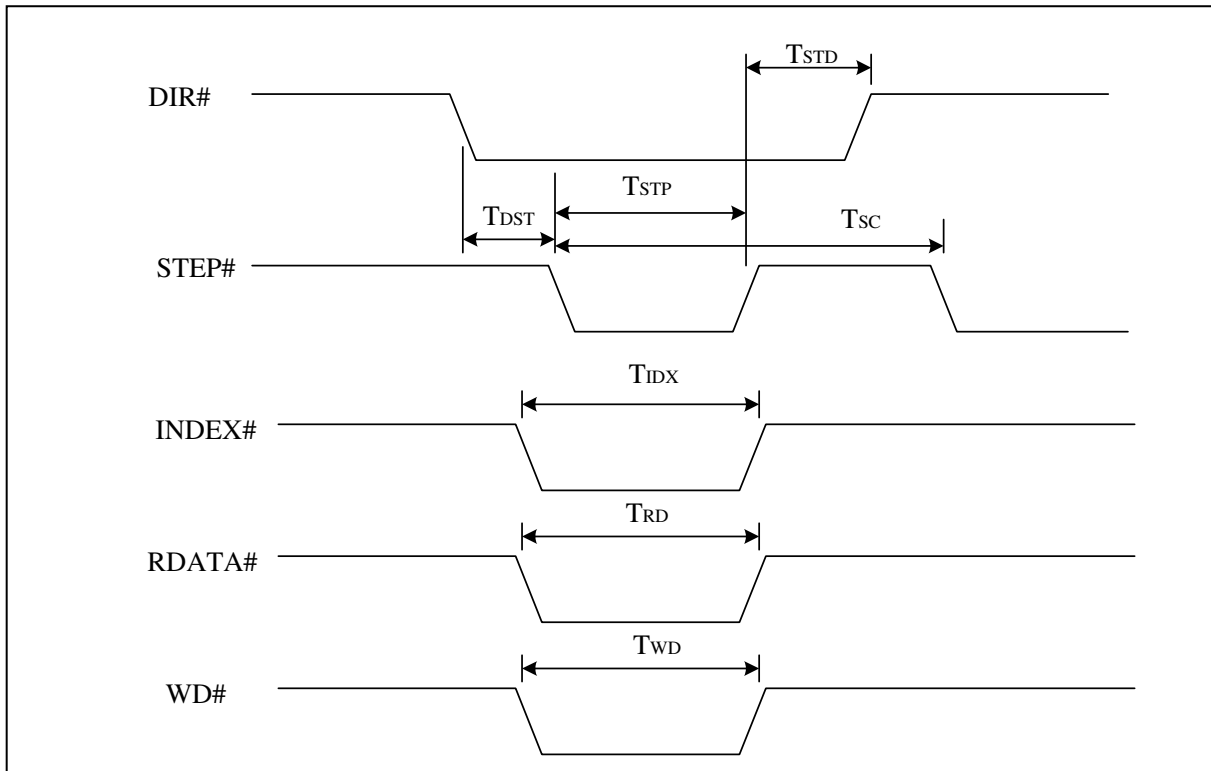 TSTD
DIR#
TSTP
TDST
TSC
STEP#
TIDX
INDEX#
TRD
RDATA#
TWD
WD#